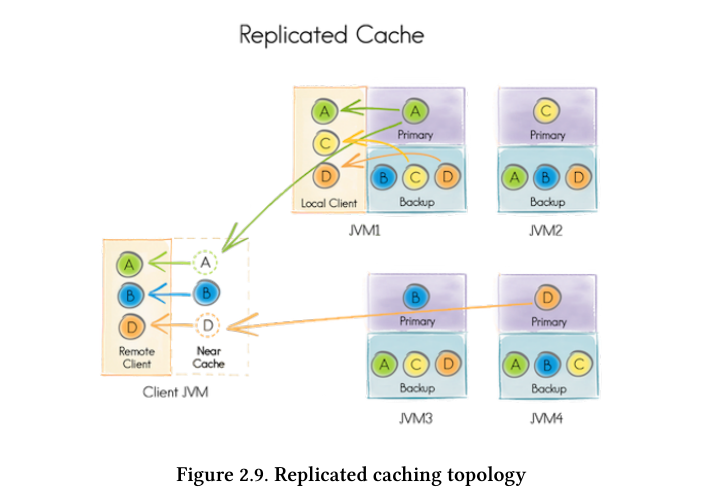 Replicated Cache
A A
C Primary
D B C D
Local Client Backup
JVM1
C
Primary
A B D
Backup
JVM2
A A
B B
D D
Remote Client Near Cache
Client JVM
B
Primary
A C D
Backup
JVM3
D
Primary
A B C
Backup
JVM4
Figure 2.9. Replicated caching topology